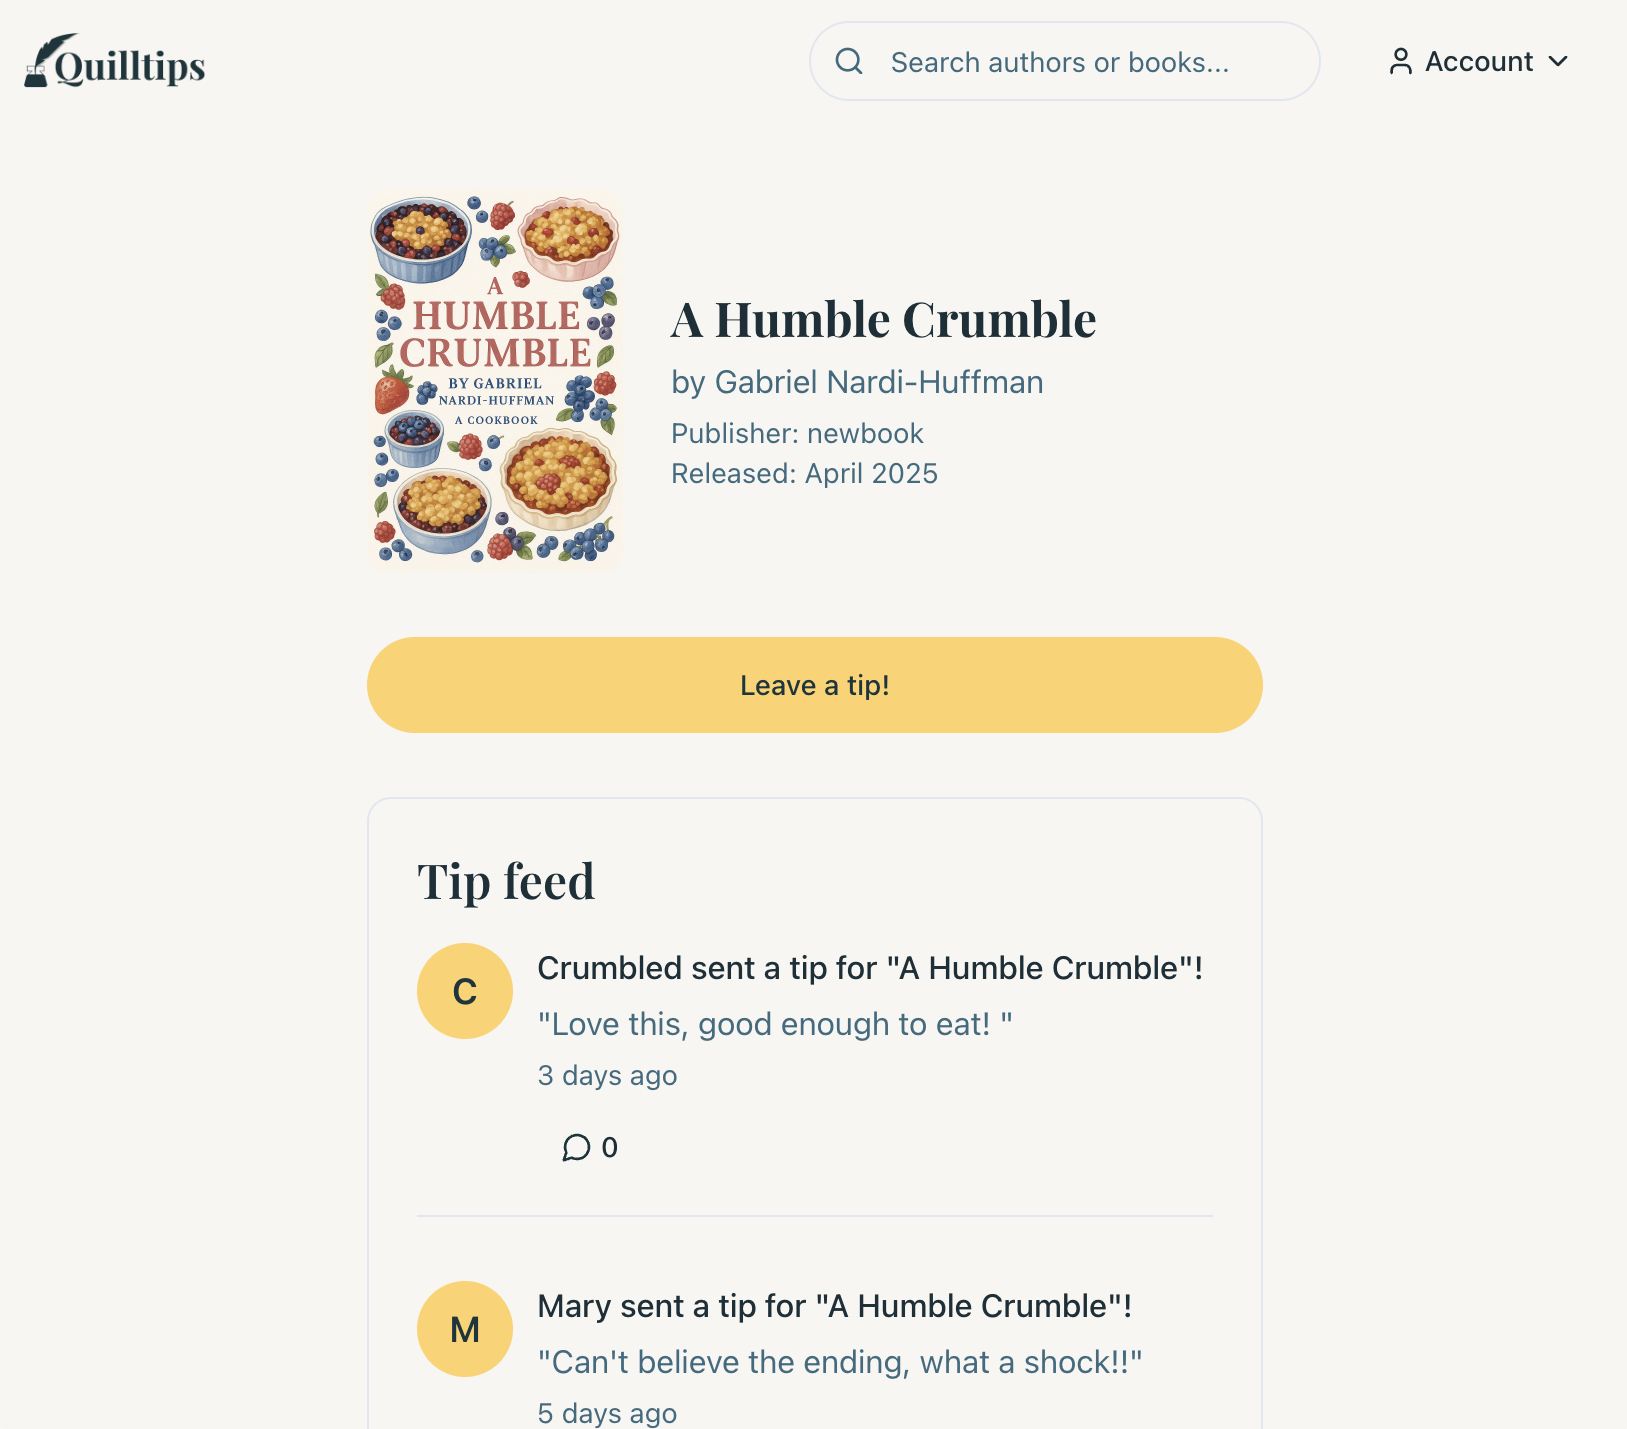 Quilltips
Search authors or books...
Account
A
HUMBLE
CRUMBLE
BY GABRIEL
NARDI-HUFFMAN
A COOKBOOK
A Humble Crumble
by Gabriel Nardi-Huffman
Publisher: newbook
Released: April 2025
Leave a tip!
Tip feed
C
Crumbled sent a tip for "A Humble Crumble"!
"Love this, good enough to eat! "
3 days ago
0
M
Mary sent a tip for "A Humble Crumble"!
"Can't believe the ending, what a shock!!"
5 days ago